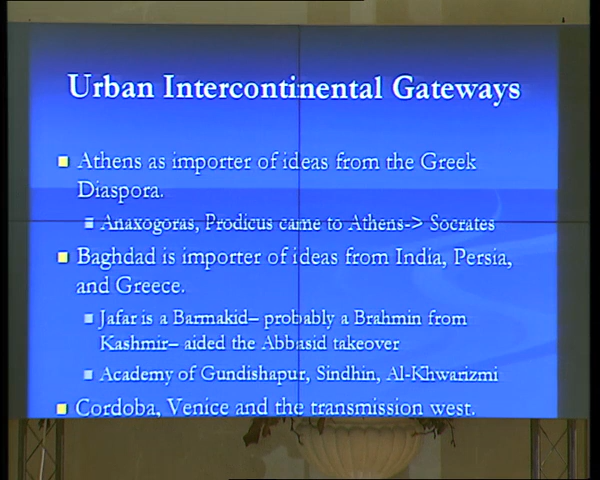 Urban Intercontinental Gateways
Athens as importer of ideas from the Greek
Diaspora.
Anaxogoras, Prodicus came to Athens-> Socrates
Baghdad is importer of ideas from India, Persia,
and Greece.
Jafar is a Barmakid– probably a Brahmin from
Kashmir– aided the Abbasid takeover
Academy of Gundishapur, Sindhin, Al-Khwarizmi
Cordoba, Venice and the transmission west.